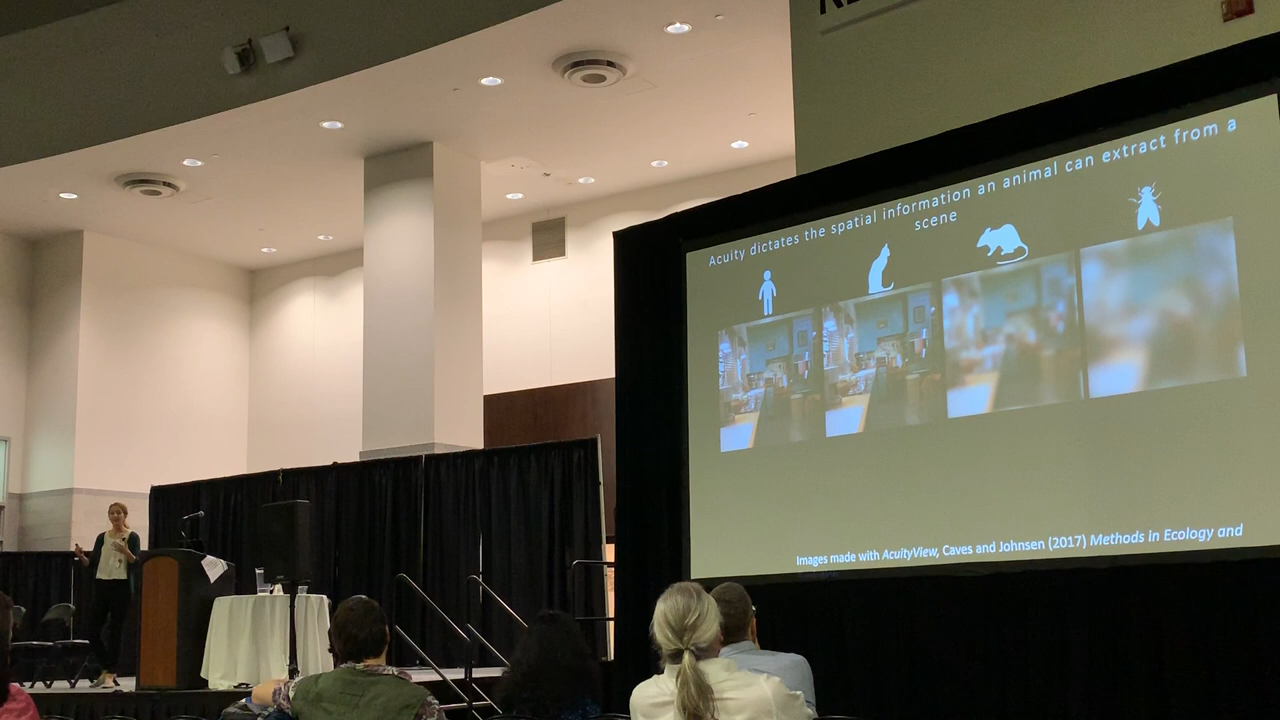 Acuity dictates the spatial information an animal can extract from a
scene
Images made with AcuityView, Caves and Johnsen (2017) Methods in Ecology and